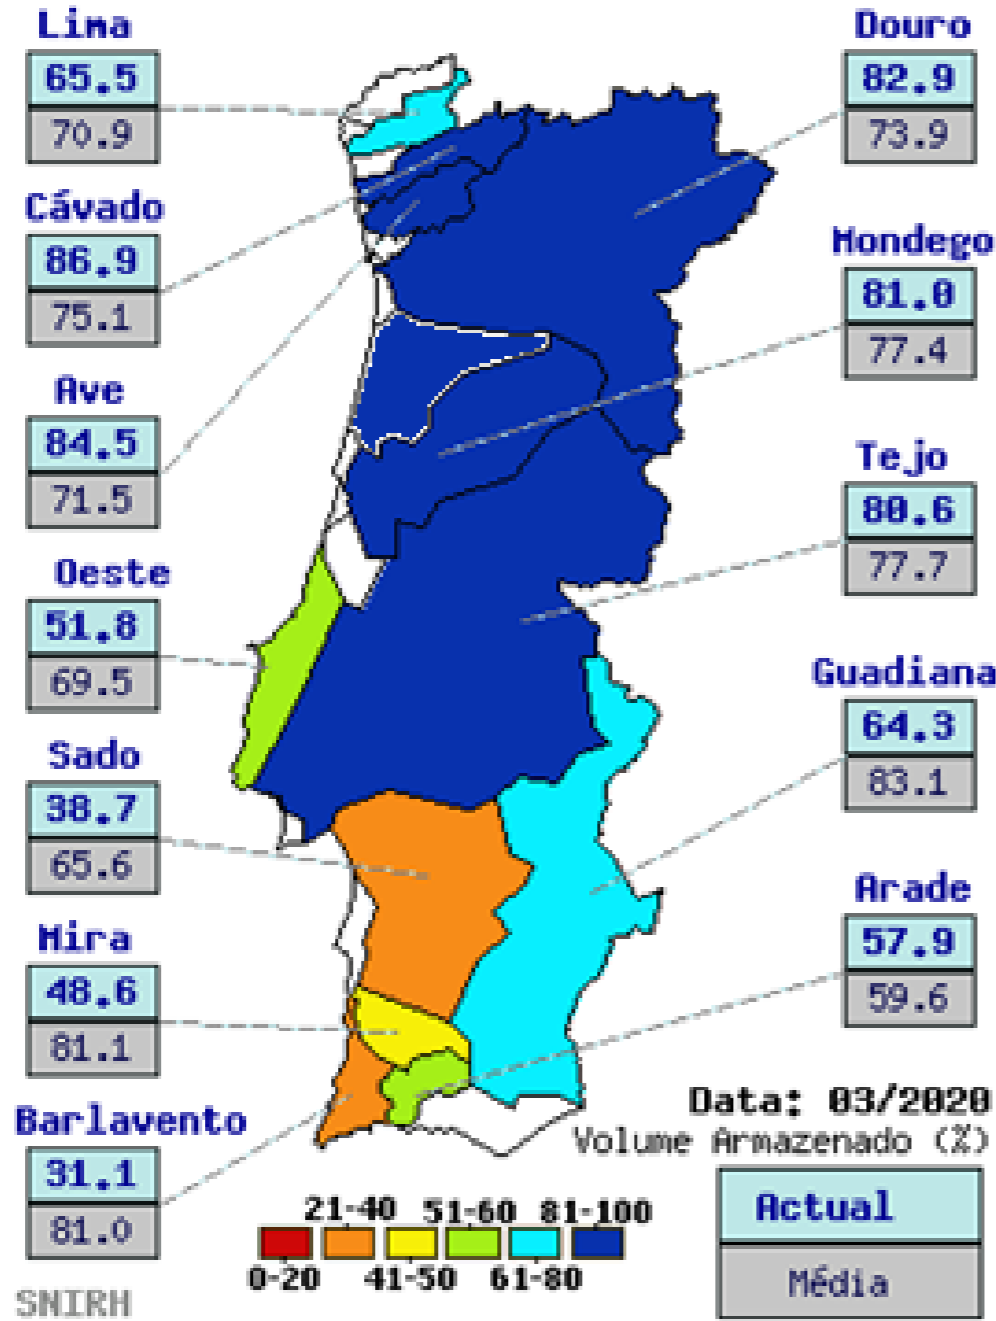 Lima
65.5
70.9
Cávado
86.9
75.1
Ave
84.5
71.5
Oeste
51.8
69.5
Sado
38.7
65.6
Mira
48.6
81.1
Barlavento
31.1
81.0
SNIRH
Douro
82.9
73.9
Mondego
81.0
77.4
Tejo
80.6
77.7
Guadiana
64.3
83.1
Arade
57.9
59.6
Data: 03/2020
Volume Armazenado (%)
Actual
Média
21-40 51-60 81-100
0-20 41-50 61-80